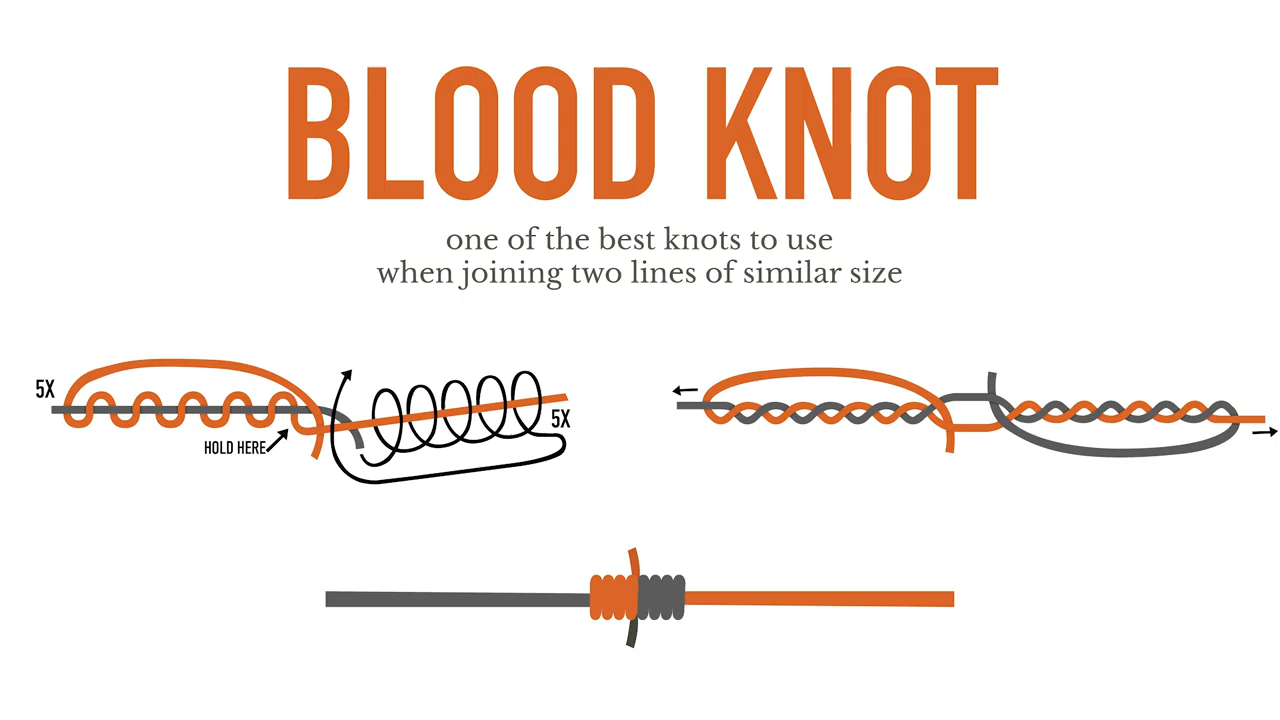 BLOOD KNOT
one of the best knots to use
when joining two lines of similar size
5X
HOLD HERE
5X